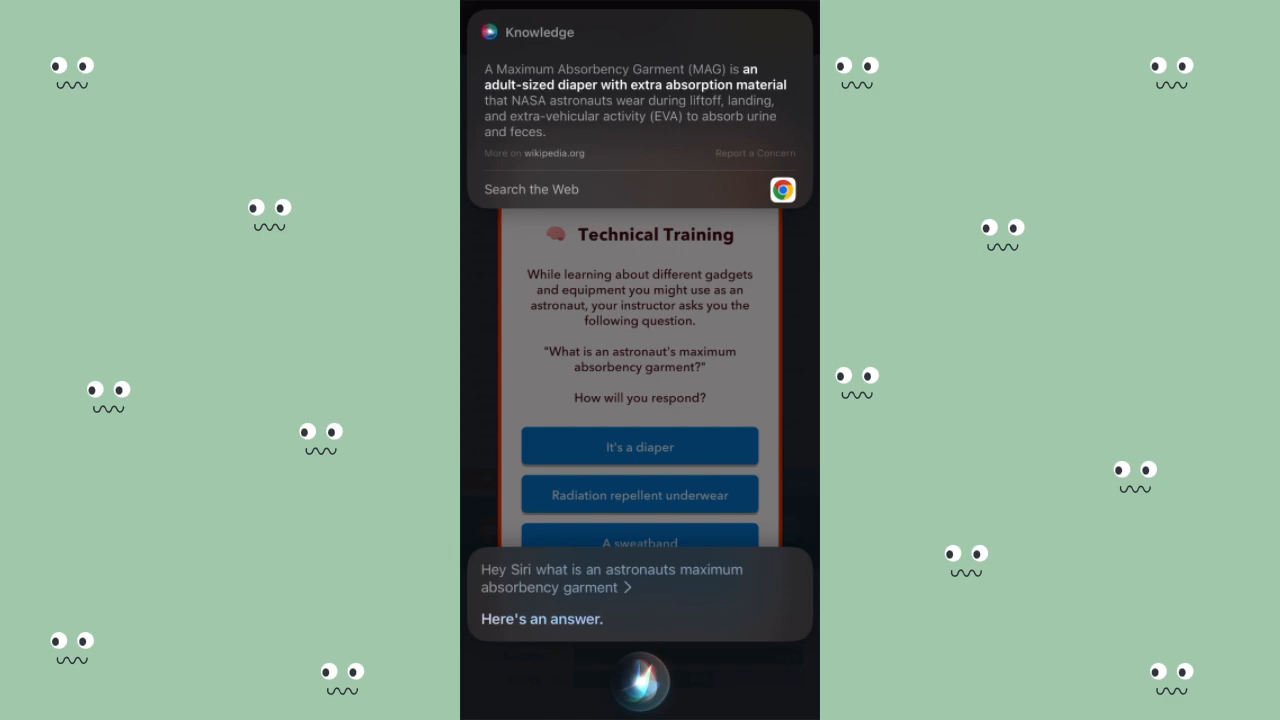 Knowledge
A Maximum Absorbency Garment (MAG) is an
adult-sized diaper with extra absorption material
that NASA astronauts wear during liftoff, landing,
and extra-vehicular activity (EVA) to absorb urine
and feces.
More on wikipedia.org Report a Concern
Search the Web
Technical Training
While learning about different gadgets
and equipment you might use as an
astronaut, your instructor asks you the
following question.
"What is an astronaut's maximum
absorbency garment?"
How will you respond?
It's a diaper
Radiation repellent underwear
A sweatband
Hey Siri what is an astronauts maximum
absorbency garment >
Here's an answer.